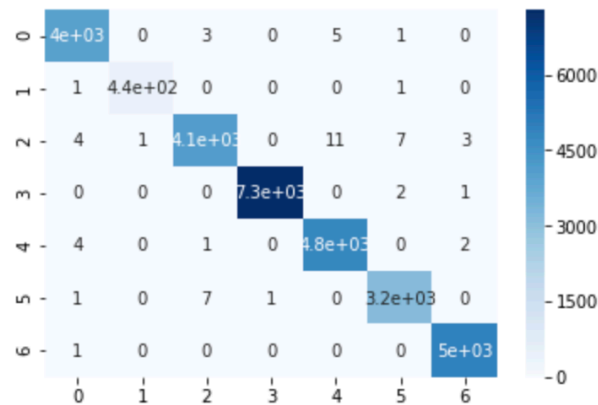 0 4e+03 0 3 0 5 1 0
1 1 4.4e+02 0 0 0 1 0
2 4 1 4.1e+03 0 11 7 3
3 0 0 0 7.3e+03 0 2 1
4 4 0 1 0 4.8e+03 0 2
5 1 0 7 1 0 3.2e+03 0
6 1 0 0 0 0 0 5e+03
0 1 2 3 4 5 6
6000
4500
3000
1500
0